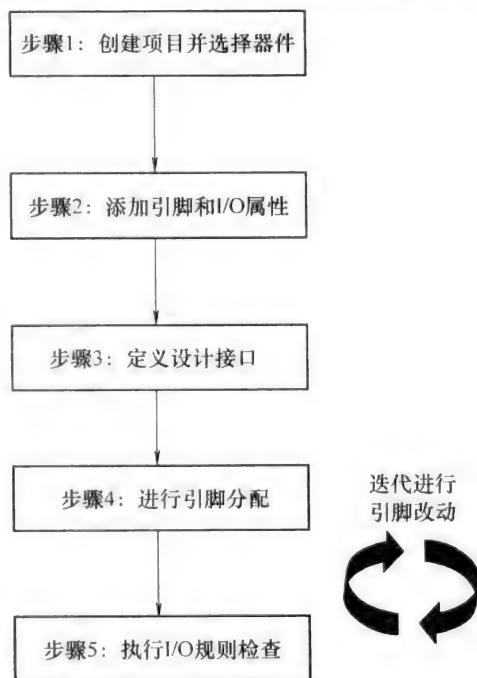 步骤1：创建项目并选择器件
步骤2：添加引脚和I/O属性
步骤3：定义设计接口
步骤4：进行引脚分配
迭代进行
引脚改动
步骤5：执行I/O规则检查